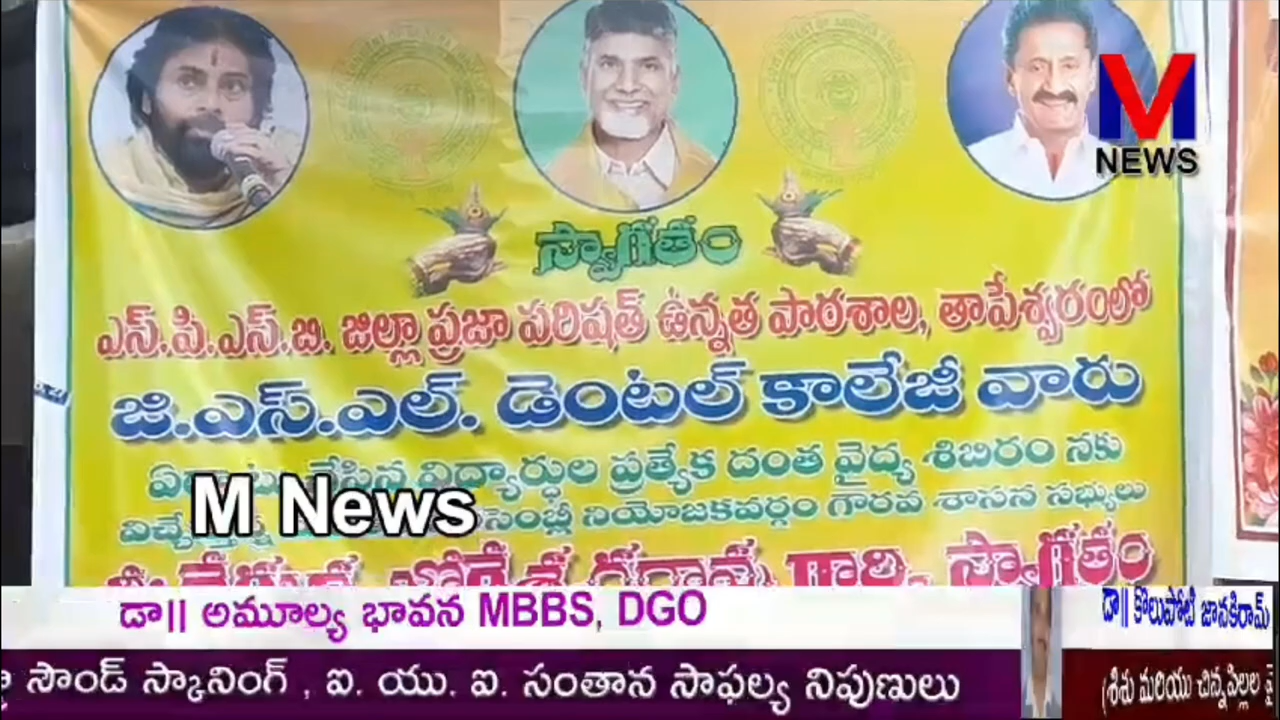 M
NEWS
స్వాగతం
ఎస్.పి.ఎస్.బి. జిల్లా ప్రజా పరిషత్ ఉన్నత పాఠశాల, తాపేశ్వరంలో
జి.ఎస్.ఎల్. డెంటల్ కాలేజీ వారు
చేసిన విద్యార్ధుల ప్రత్యేక దంత వైద్య శిబిరం నకు
నియోజకవర్గం గౌరవ శాసన సభ్యులు
M News
గార్కి స్వాగతం
డా|| అమూల్య భావన MBBS, DGO
డా|| కొలుపోటి జానకిరామ్
సౌండ్ స్కానింగ్ , ఐ. యు. ఐ. సంతాన సాఫల్య నిపుణులు
(శిశు మరియు చిన్నపిల్లల